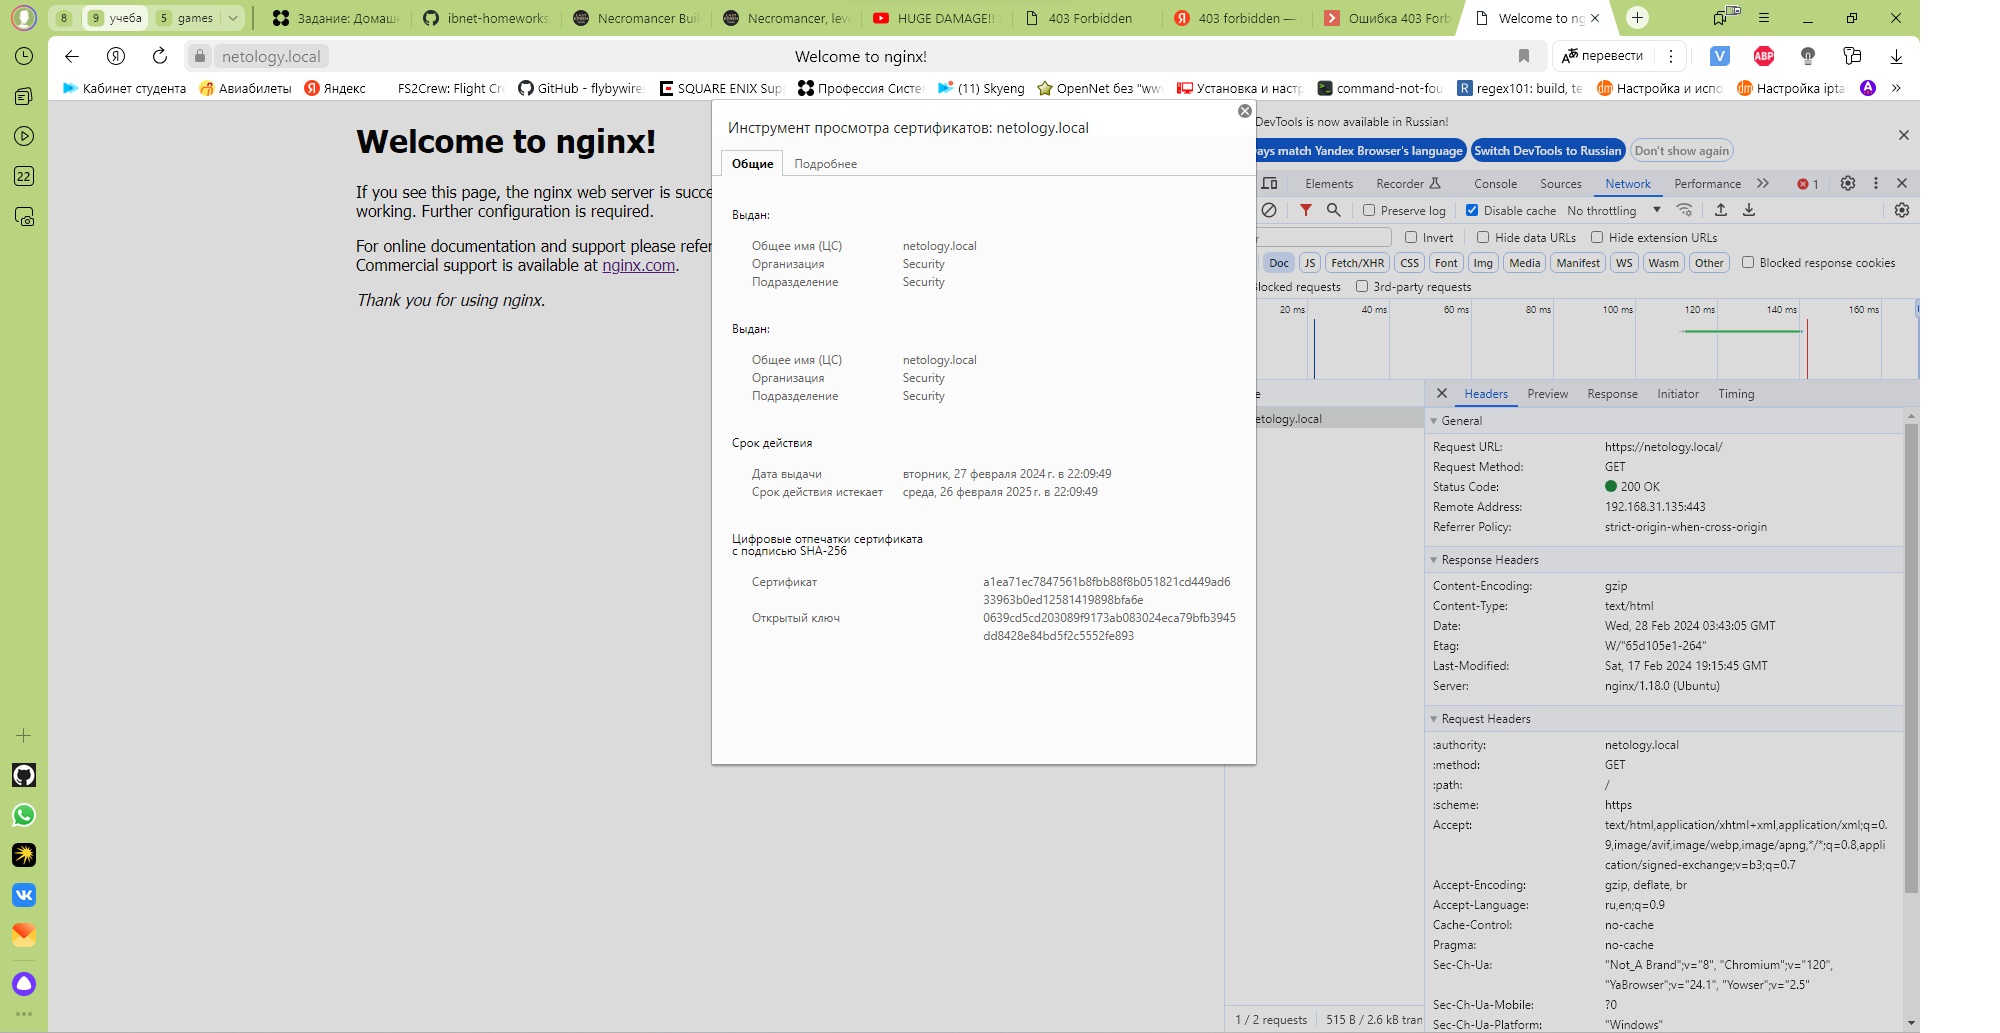 8
9 учеба
5 games
Задание: Домашн
ibnet-homeworks
Necromancer Buil
Necromancer, leve
HUGE DAMAGE!!
403 Forbidden
403 forbidden —
Ошибка 403 Forb
Welcome to ng
netology.local
Welcome to nginx!
перевести
ABP
Кабинет студента
Авиабилеты
Яндекс
FS2Crew: Flight Cre
GitHub - flybywire
SQUARE ENIX Supp
Профессия Систе
(11) Skyeng
OpenNet без "ww
Установка и настр
command-not-fou
regex101: build, te
Настройка и испо
Настройка ipta
22
Welcome to nginx!
If you see this page, the nginx web server is succe
working. Further configuration is required.
For online documentation and support please refer
Commercial support is available at nginx.com.
Thank you for using nginx.
Инструмент просмотра сертификатов: netology.local
Общие Подробнее
Выдан:
Общее имя (ЦС) netology.local
Организация Security
Подразделение Security
Выдан:
Общее имя (ЦС) netology.local
Организация Security
Подразделение Security
Срок действия
Дата выдачи вторник, 27 февраля 2024 г. в 22:09:49
Срок действия истекает среда, 26 февраля 2025 г. в 22:09:49
Цифровые отпечатки сертификата
с подписью SHA-256
Сертификат a1ea71ec7847561b8fbb88f8b051821cd449ad6
33963b0ed12581419898bfa6e
Открытый ключ 0639cd5cd203089f9173ab083024eca79bfb3945
dd8428e84bd5f2c5552fe893
DevTools is now available in Russian!
ays match Yandex Browser's language Switch DevTools to Russian Don't show again
Elements Recorder Console Sources Network Performance 1
Preserve log Disable cache No throttling
Invert Hide data URLs Hide extension URLs
Doc JS Fetch/XHR CSS Font Img Media Manifest WS Wasm Other Blocked response cookies
locked requests 3rd-party requests
20 ms 40 ms 60 ms 80 ms 100 ms 120 ms 140 ms 160 ms
e
etology.local
Headers Preview Response Initiator Timing
General
Request URL: https://netology.local/
Request Method: GET
Status Code: 200 OK
Remote Address: 192.168.31.135:443
Referrer Policy: strict-origin-when-cross-origin
Response Headers
Content-Encoding: gzip
Content-Type: text/html
Date: Wed, 28 Feb 2024 03:43:05 GMT
Etag: W/"65d105e1-264"
Last-Modified: Sat, 17 Feb 2024 19:15:45 GMT
Server: nginx/1.18.0 (Ubuntu)
Request Headers
:authority: netology.local
:method: GET
:path: /
:scheme: https
Accept: text/html,application/xhtml+xml,application/xml;q=0.
9,image/avif,image/webp,image/apng,*/*;q=0.8,appli
cation/signed-exchange;v=b3;q=0.7
Accept-Encoding: gzip, deflate, br
Accept-Language: ru,en;q=0.9
Cache-Control: no-cache
Pragma: no-cache
Sec-Ch-Ua: "Not_A Brand";v="8", "Chromium";v="120",
"YaBrowser";v="24.1", "Yowser";v="2.5"
Sec-Ch-Ua-Mobile: ?0
Sec-Ch-Ua-Platform: "Windows"
1 / 2 requests 515 B / 2.6 kB tran